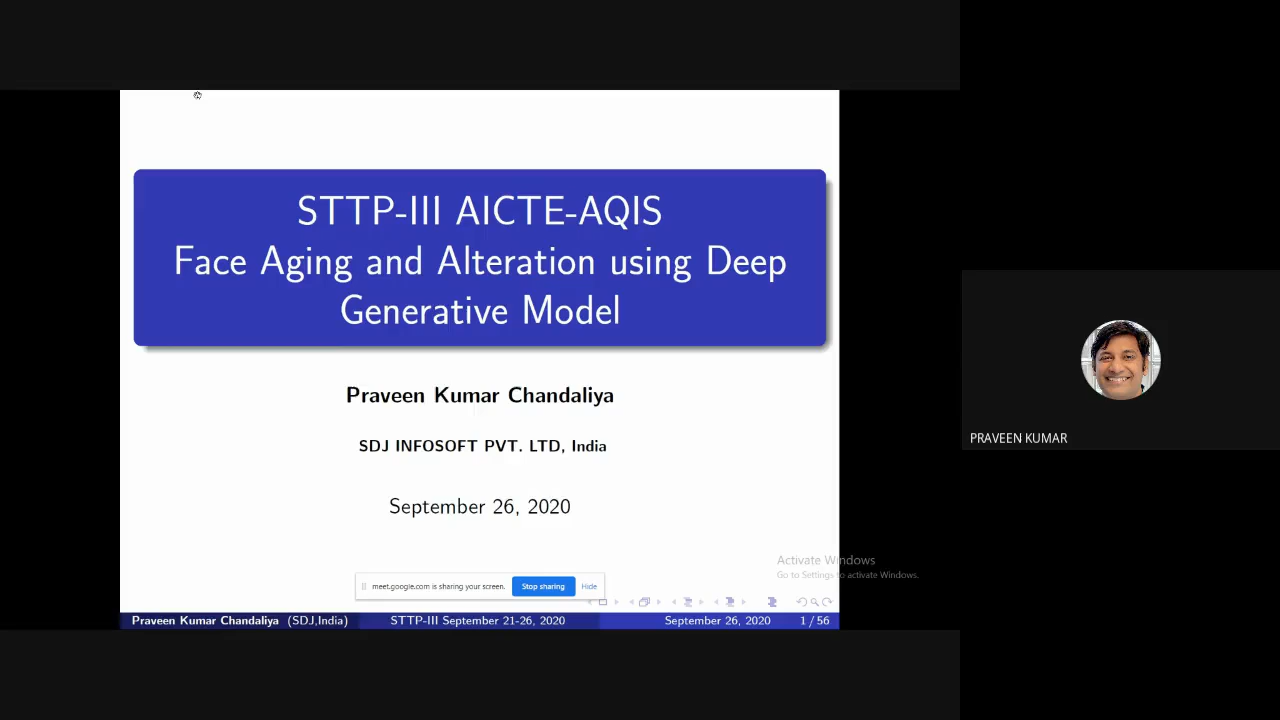 STTP-III AICTE-AQIS
Face Aging and Alteration using Deep
Generative Model
Praveen Kumar Chandaliya
SDJ INFOSOFT PVT. LTD, India
September 26, 2020
PRAVEEN KUMAR
Activate Windows
Go to Settings to activate Windows.
meet.google.com is sharing your screen. Stop sharing Hide
Praveen Kumar Chandaliya (SDJ,India) STTP-III September 21-26, 2020 September 26, 2020 1 / 56